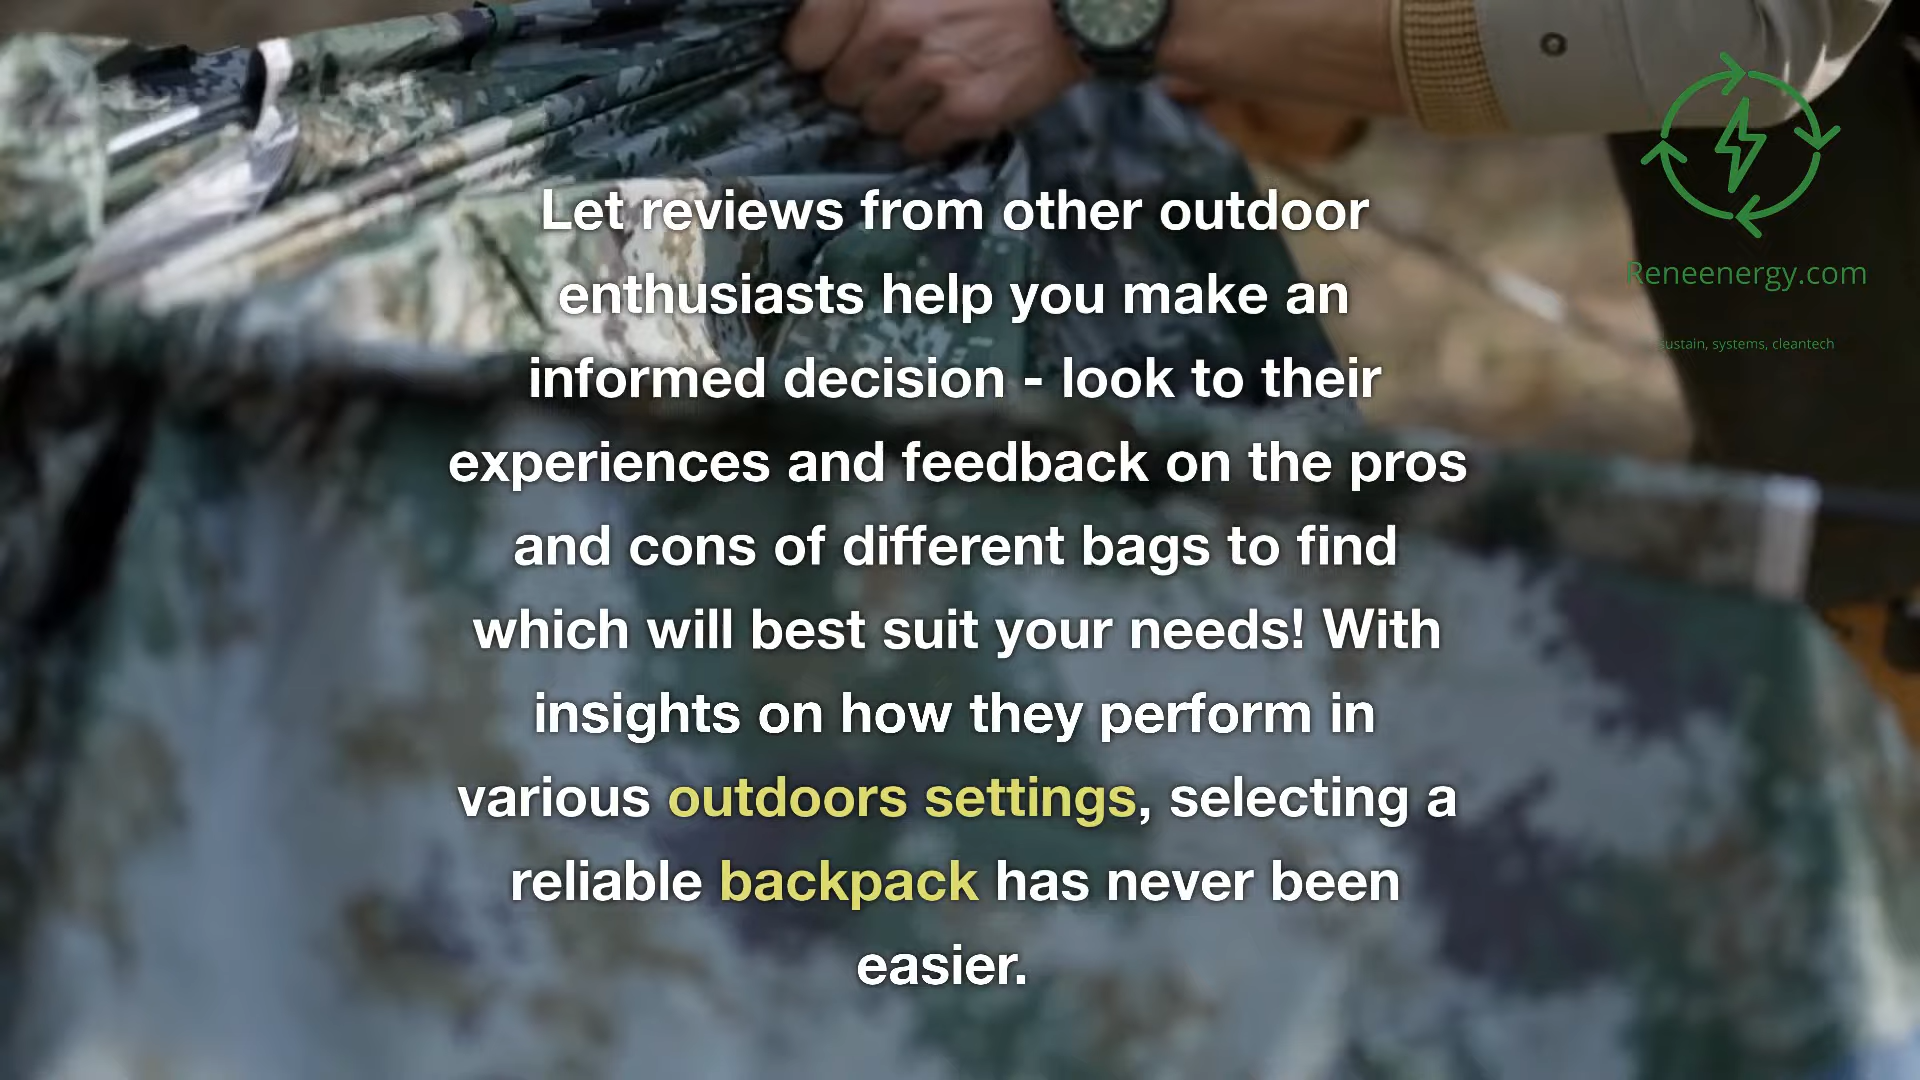 Let reviews from other outdoor
enthusiasts help you make an
informed decision - look to their
experiences and feedback on the pros
and cons of different bags to find
which will best suit your needs! With
insights on how they perform in
various outdoors settings, selecting a
reliable backpack has never been
easier.
Reneenergy.com
sustain, systems, cleantech